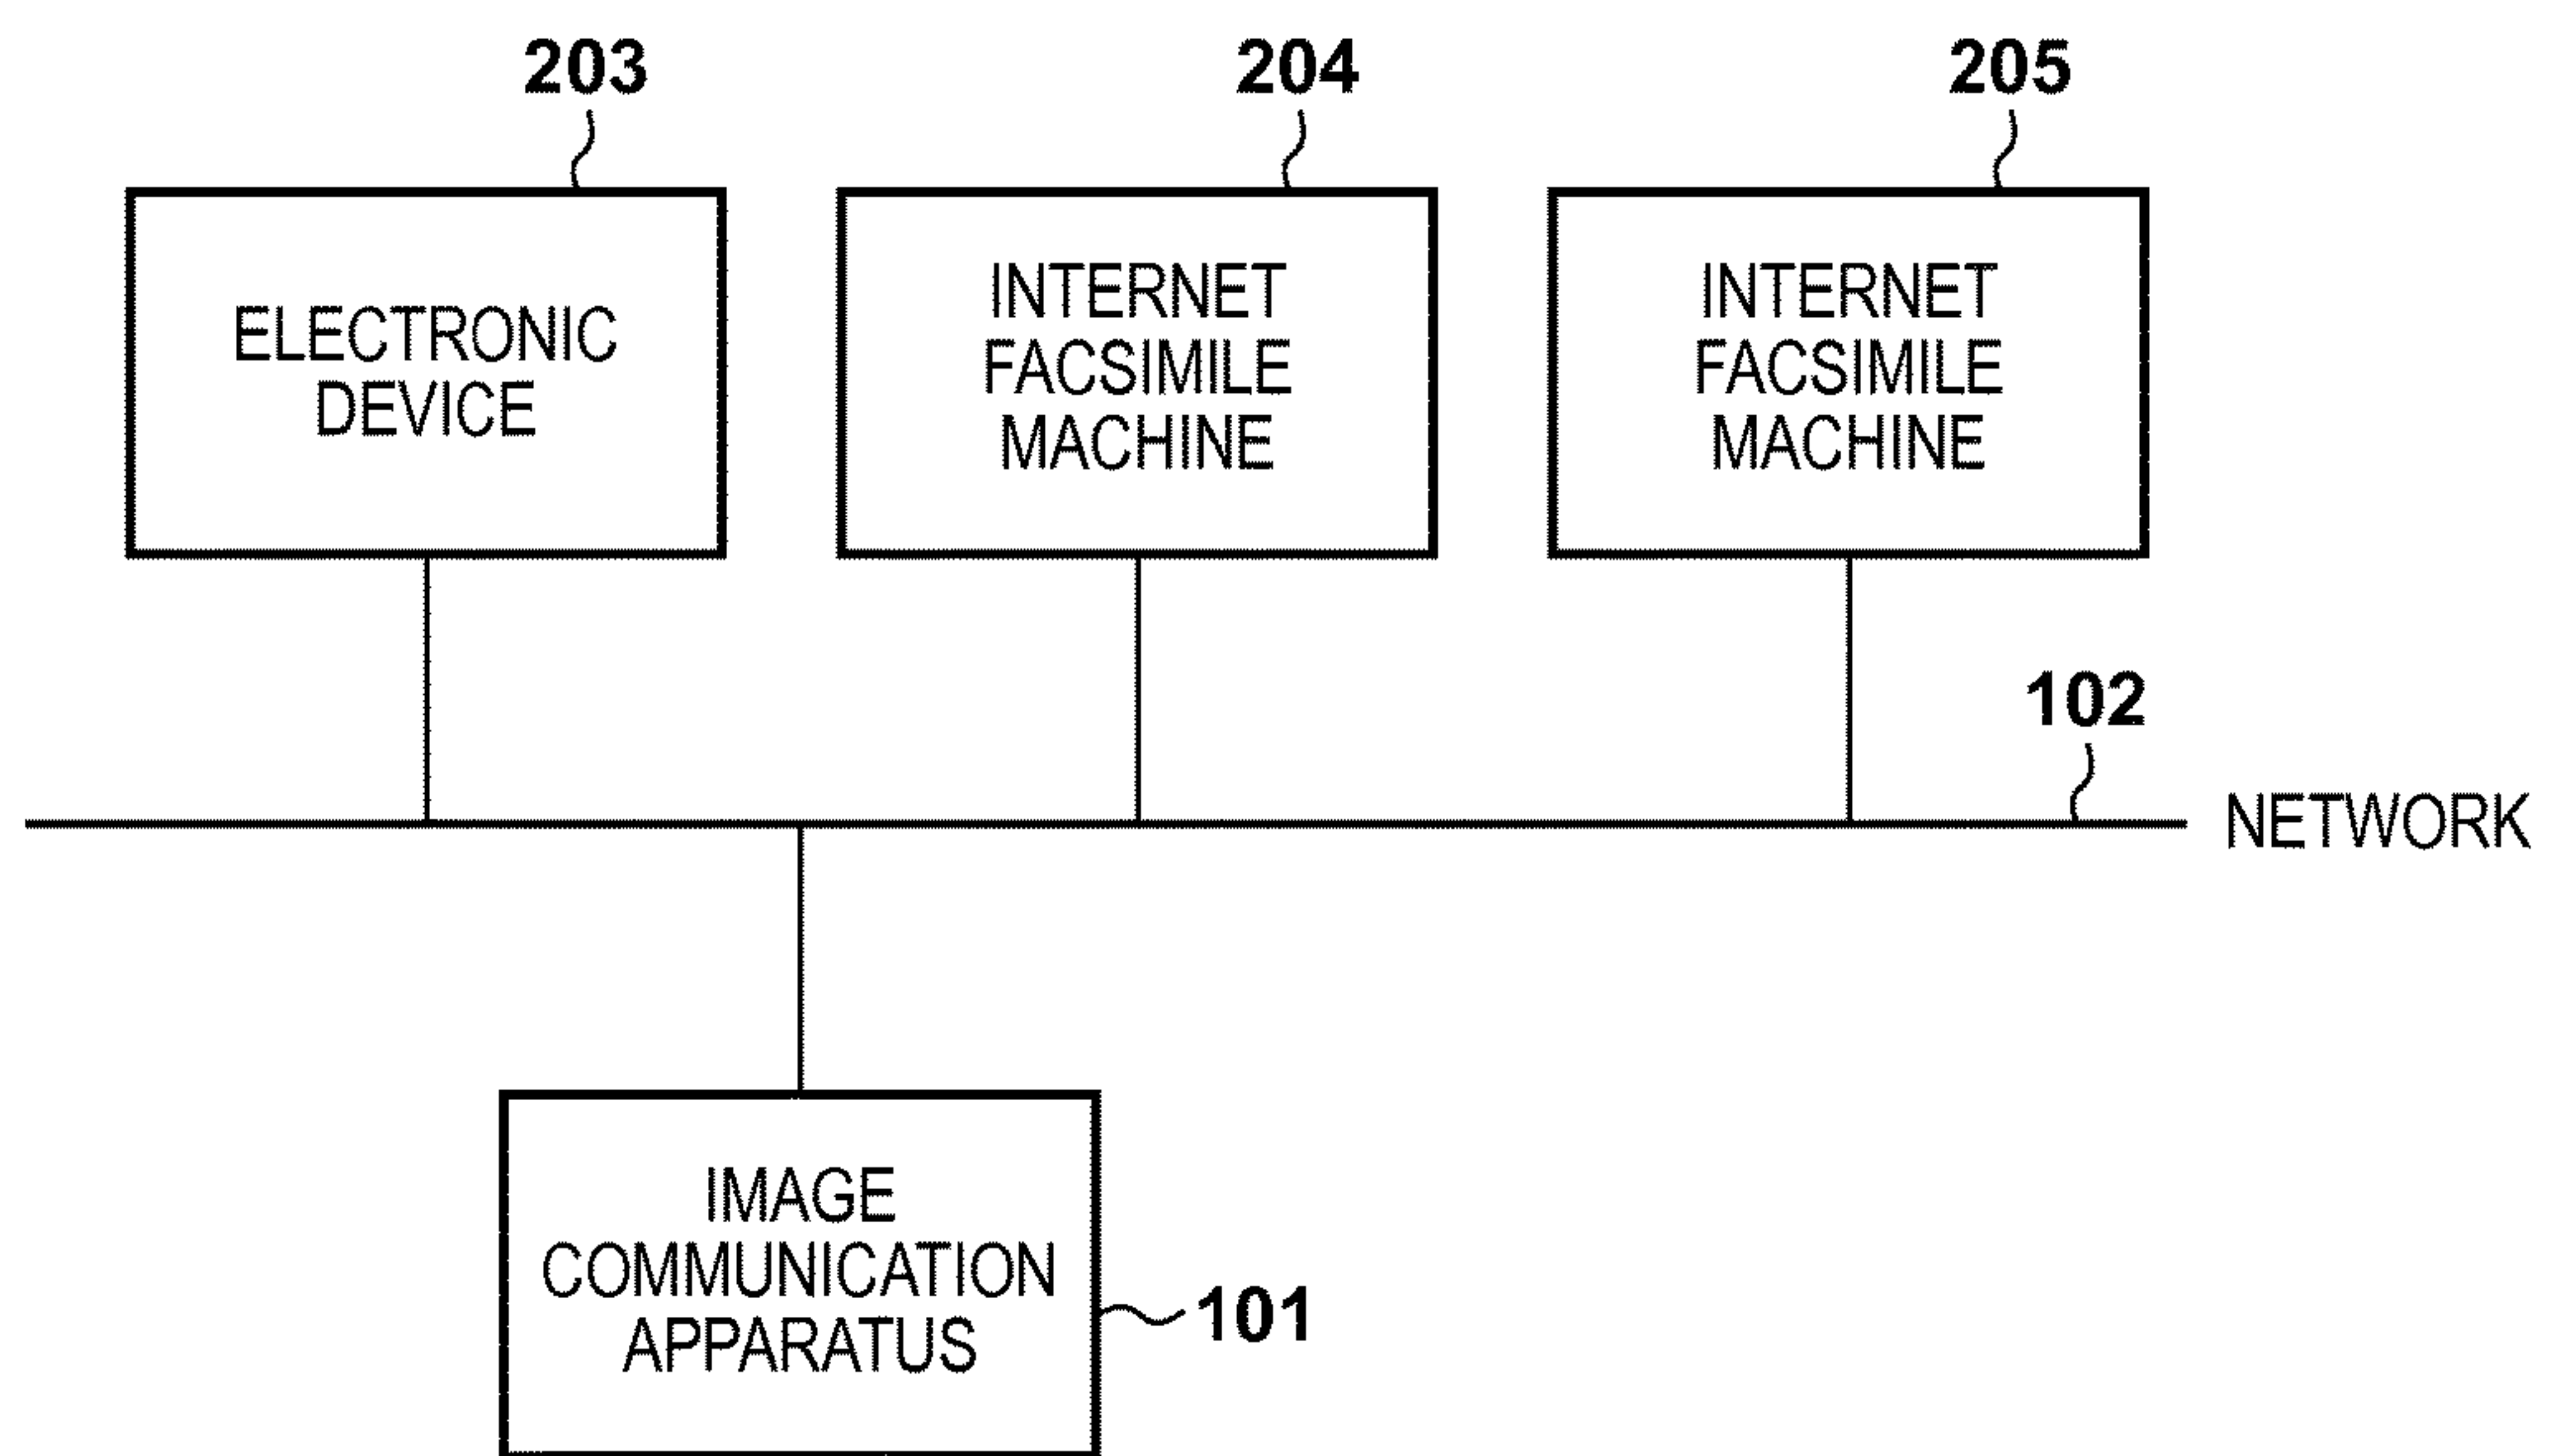 203
204
205
ELECTRONIC
DEVICE
INTERNET
FACSIMILE
MACHINE
INTERNET
FACSIMILE
MACHINE
102
NETWORK
IMAGE
COMMUNICATION
APPARATUS
101